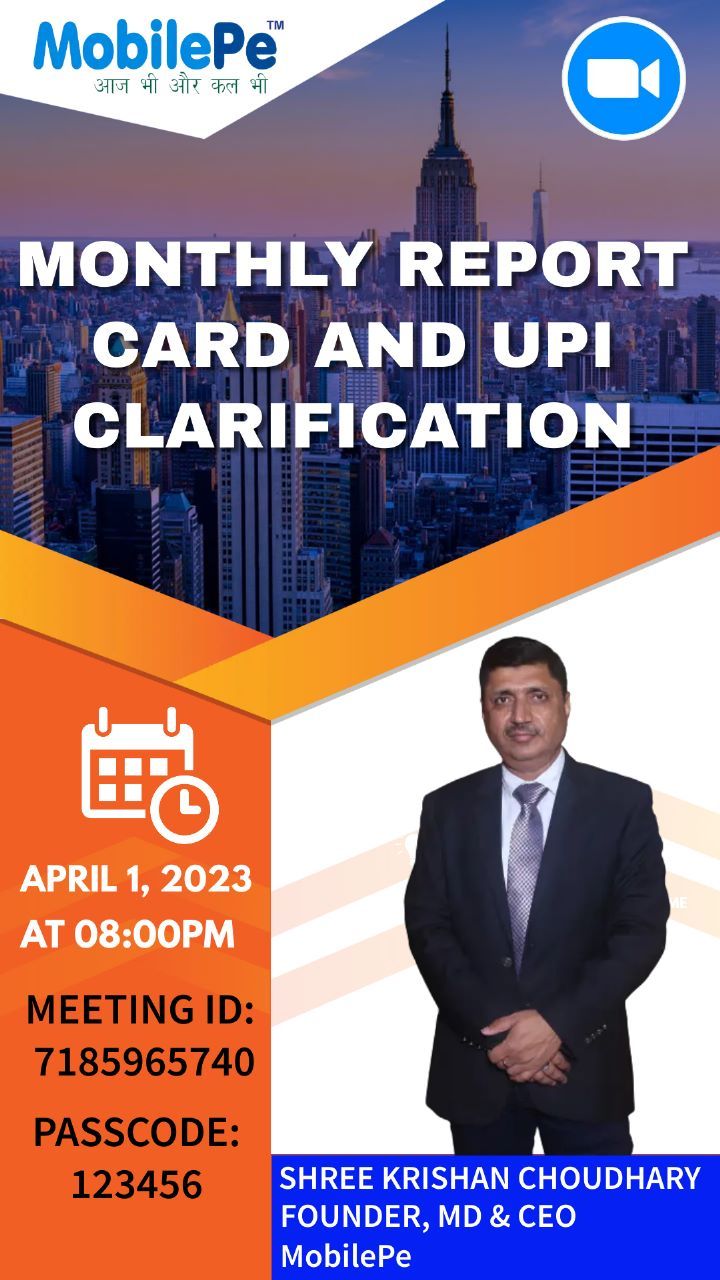 MobilePe™
आज भी और कल भी
MONTHLY REPORT
CARD AND UPI
CLARIFICATION
APRIL 1, 2023
AT 08:00PM
MEETING ID:
7185965740
PASSCODE:
123456
ME
SHREE KRISHAN CHOUDHARY
FOUNDER, MD & CEO
MobilePe